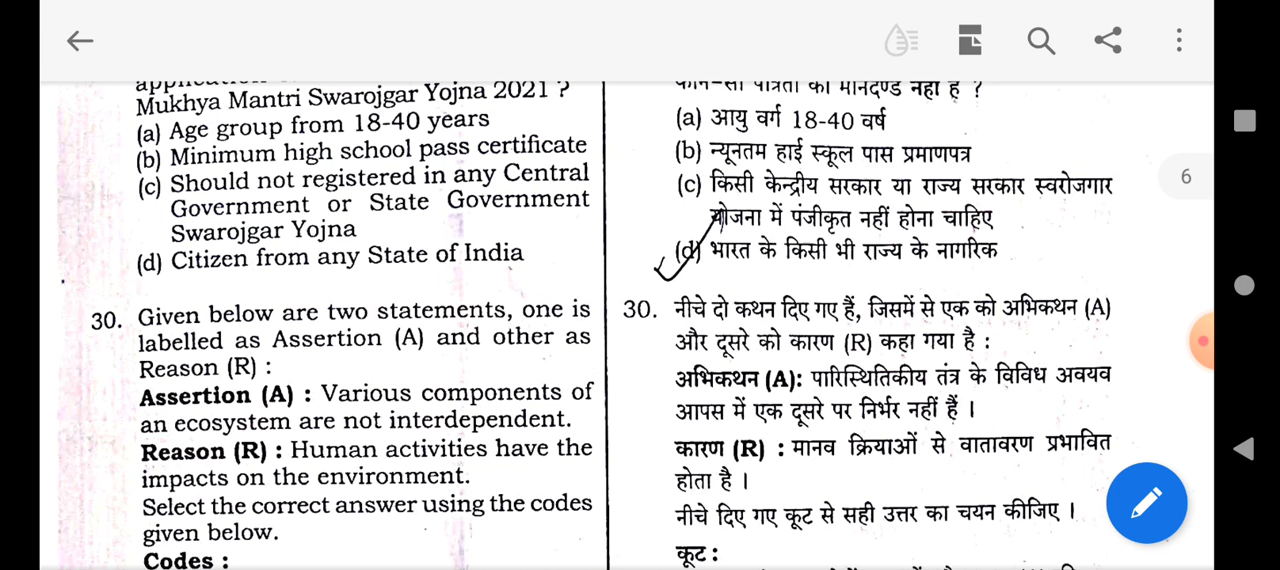 Mukhya Mantri Swarojgar Yojna 2021 ?
(a) Age group from 18-40 years
(b) Minimum high school pass certificate
(c) Should not registered in any Central
Government or State Government
Swarojgar Yojna
(d) Citizen from any State of India
30. Given below are two statements, one is
labelled as Assertion (A) and other as
Reason (R) :
Assertion (A) : Various components of
an ecosystem are not interdependent.
Reason (R) : Human activities have the
impacts on the environment.
Select the correct answer using the codes
given below.
Codes :
(a) आयु वर्ग 18-40 वर्ष
(b) न्यूनतम हाई स्कूल पास प्रमाणपत्र
(c) किसी केन्द्रीय सरकार या राज्य सरकार स्वरोजगार
योजना में पंजीकृत नहीं होना चाहिए
(d) भारत के किसी भी राज्य के नागरिक
30. नीचे दो कथन दिए गए हैं, जिसमें से एक को अभिकथन (A)
और दूसरे को कारण (R) कहा गया है :
अभिकथन (A): पारिस्थितिकीय तंत्र के विविध अवयव
आपस में एक दूसरे पर निर्भर नहीं हैं ।
कारण (R) : मानव क्रियाओं से वातावरण प्रभावित
होता है ।
नीचे दिए गए कूट से सही उत्तर का चयन कीजिए ।
कूट :
6